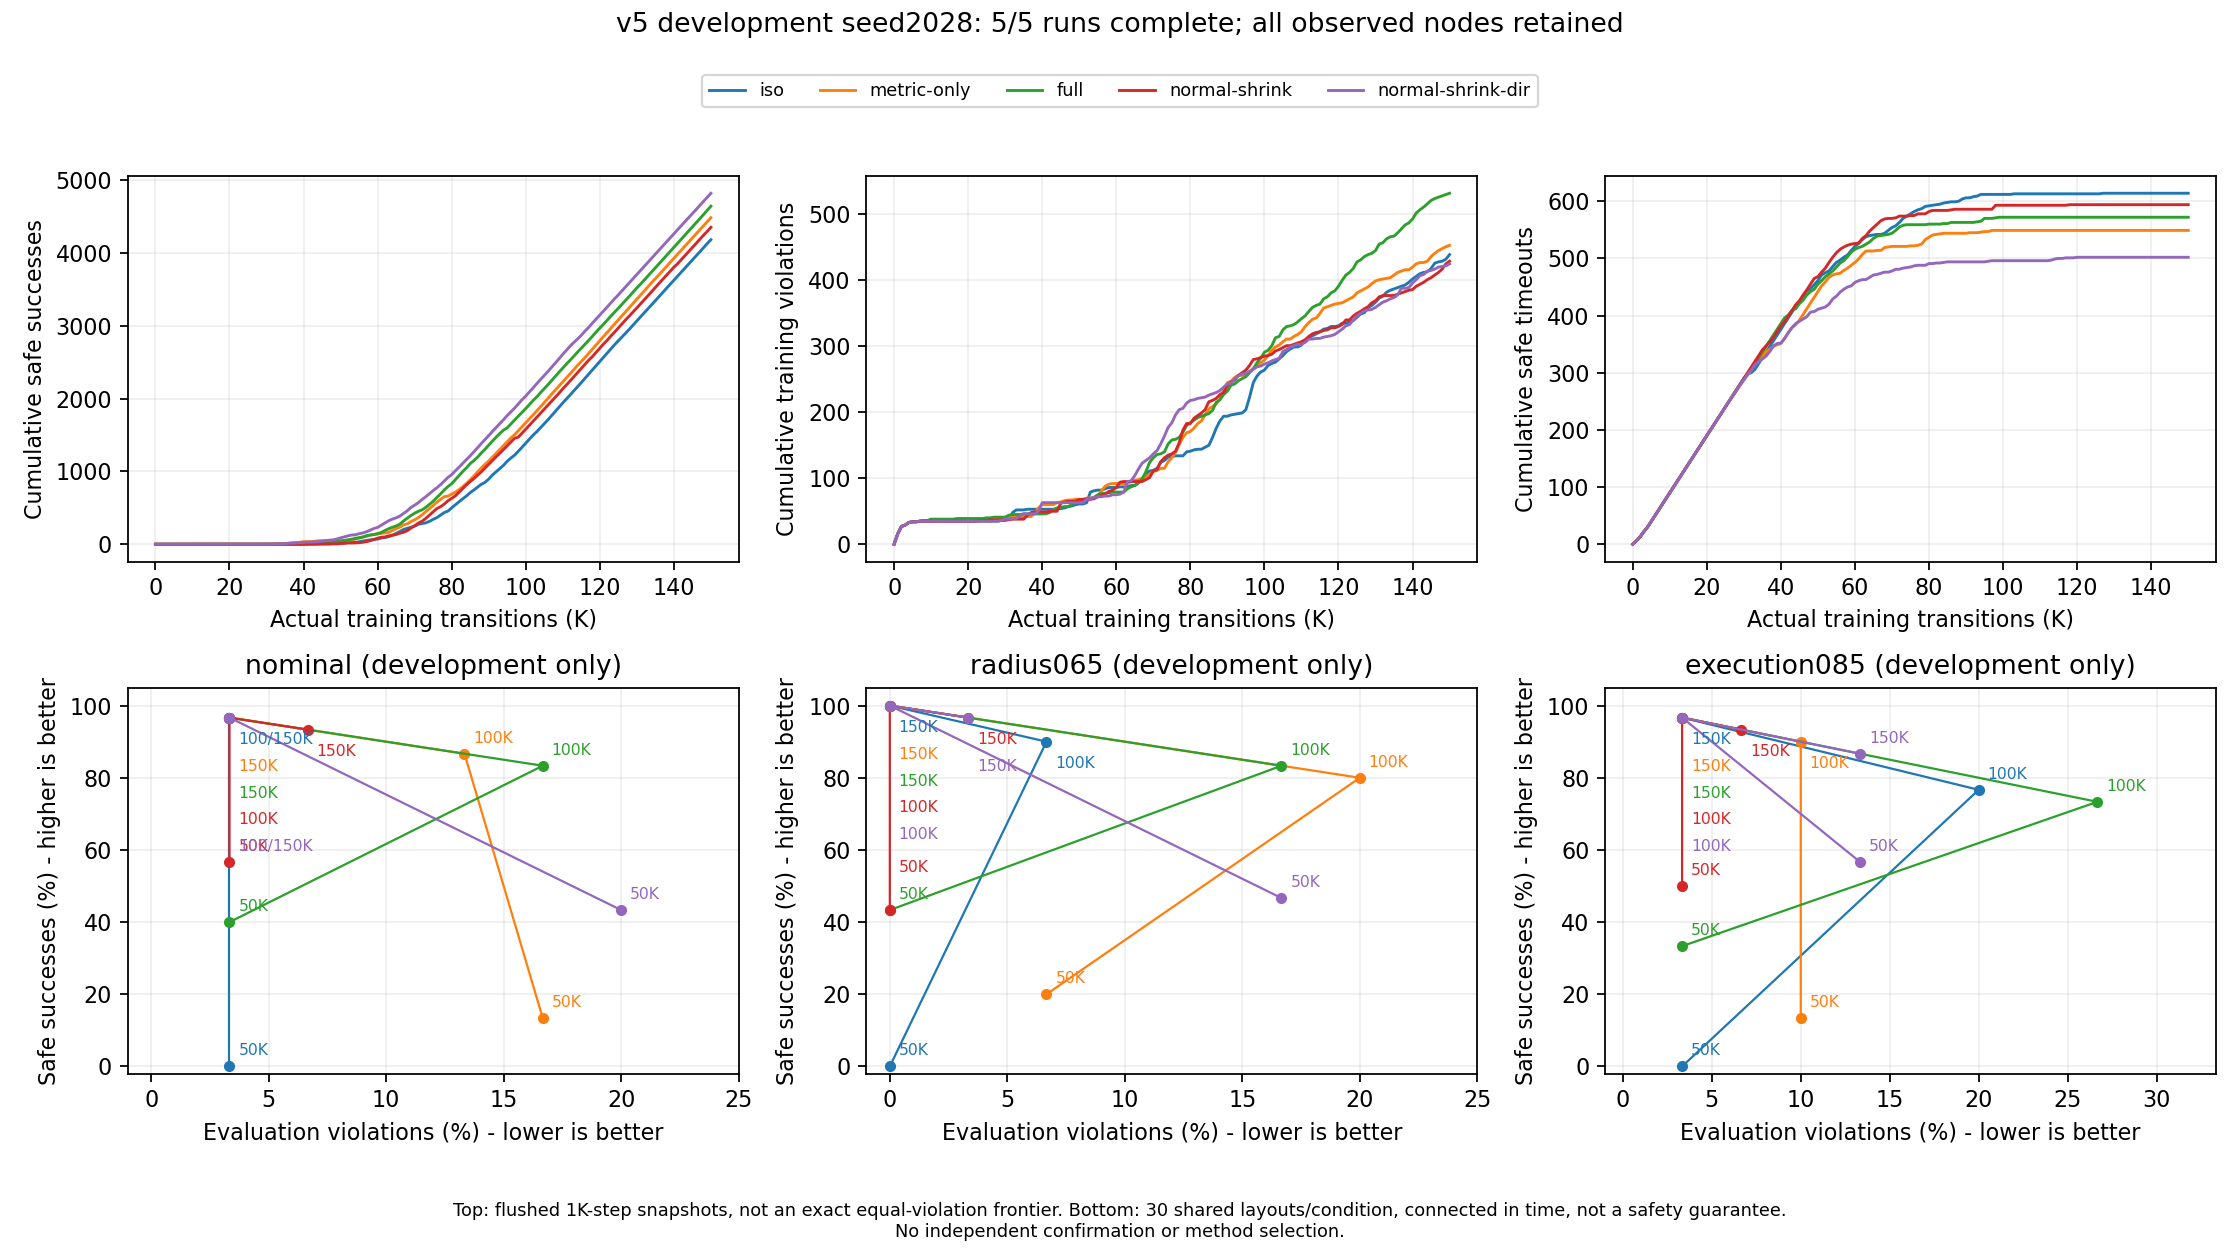 v5 development seed2028: 5/5 runs complete; all observed nodes retained
iso
metric-only
full
normal-shrink
normal-shrink-dir
Cumulative safe successes
5000
4000
3000
2000
1000
0
0 20 40 60 80 100 120 140
Actual training transitions (K)
Cumulative training violations
500
400
300
200
100
0
0 20 40 60 80 100 120 140
Actual training transitions (K)
Cumulative safe timeouts
600
500
400
300
200
100
0
0 20 40 60 80 100 120 140
Actual training transitions (K)
nominal (development only)
Safe successes (%) - higher is better
100
80
60
40
20
0
100/150K
150K
150K
150K
100K
100K
100K
50K
100/150K
50K
50K
50K
50K
0 5 10 15 20 25
Evaluation violations (%) - lower is better
radius065 (development only)
Safe successes (%) - higher is better
100
80
60
40
20
0
150K
150K
150K
150K
150K
100K
100K
100K
100K
100K
50K
50K
50K
50K
50K
0 5 10 15 20 25
Evaluation violations (%) - lower is better
execution085 (development only)
Safe successes (%) - higher is better
100
80
60
40
20
0
150K
150K
150K
150K
150K
100K
100K
100K
100K
100K
50K
50K
50K
50K
50K
0 5 10 15 20 25 30
Evaluation violations (%) - lower is better
Top: flushed 1K-step snapshots, not an exact equal-violation frontier. Bottom: 30 shared layouts/condition, connected in time, not a safety guarantee.
No independent confirmation or method selection.